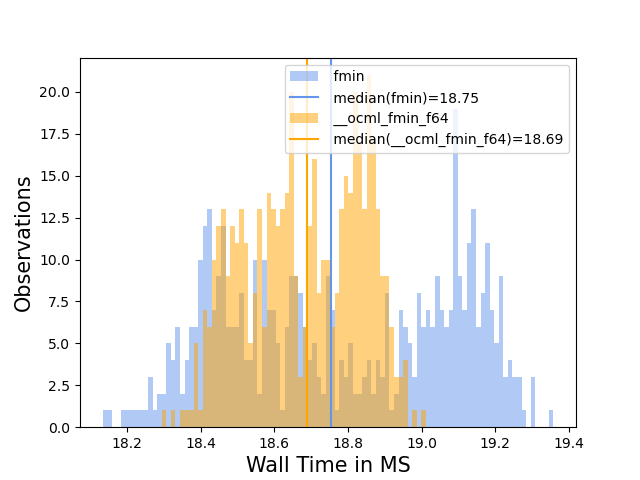 fmin
median(fmin)=18.75
__ocml_fmin_f64
median(__ocml_fmin_f64)=18.69
Observations
20.0
17.5
15.0
12.5
10.0
7.5
5.0
2.5
0.0
18.2 18.4 18.6 18.8 19.0 19.2 19.4
Wall Time in MS